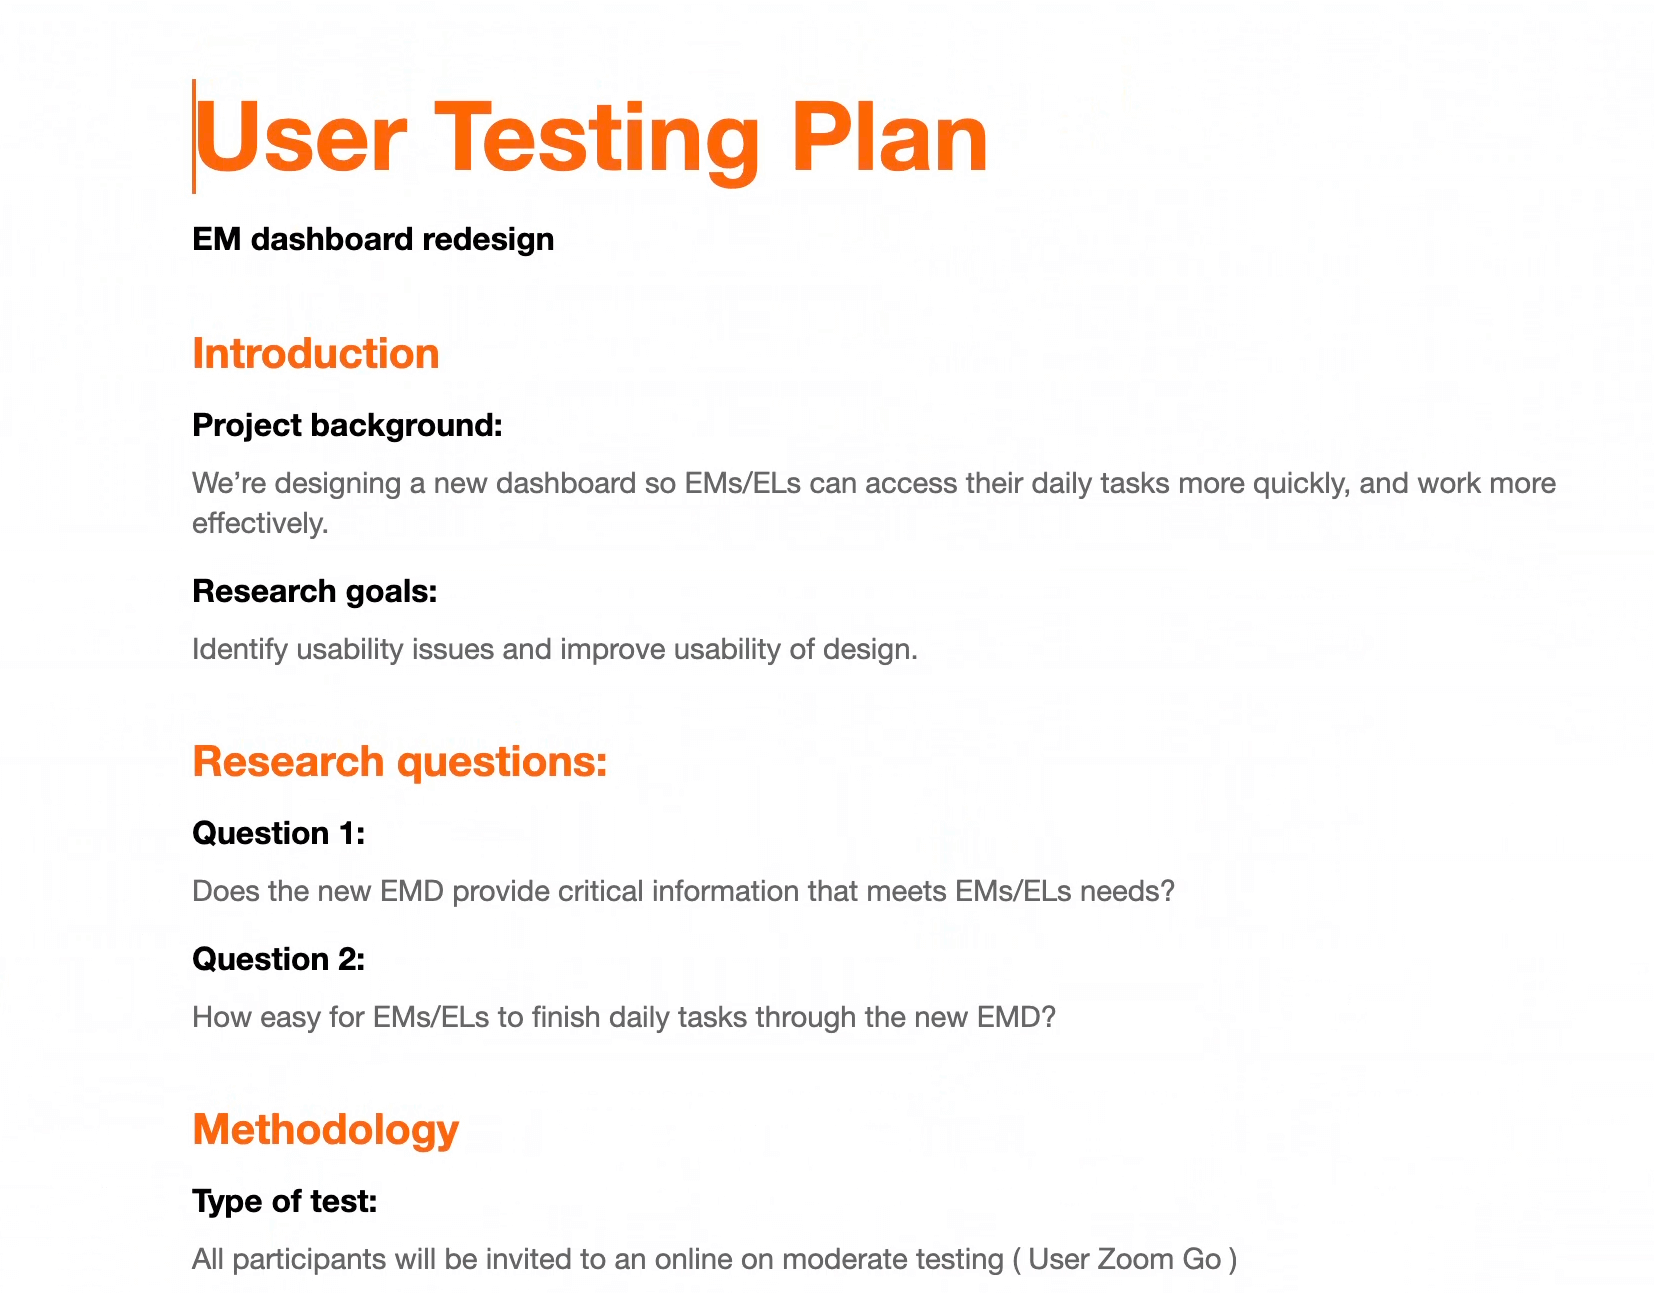 User Testing Plan
EM dashboard redesign
Introduction
Project background:
We’re designing a new dashboard so EMs/ELs can access their daily tasks more quickly, and work more
effectively.
Research goals:
Identify usability issues and improve usability of design.
Research questions:
Question 1:
Does the new EMD provide critical information that meets EMs/ELs needs?
Question 2:
How easy for EMs/ELs to finish daily tasks through the new EMD?
Methodology
Type of test:
All participants will be invited to an online on moderate testing ( User Zoom Go )